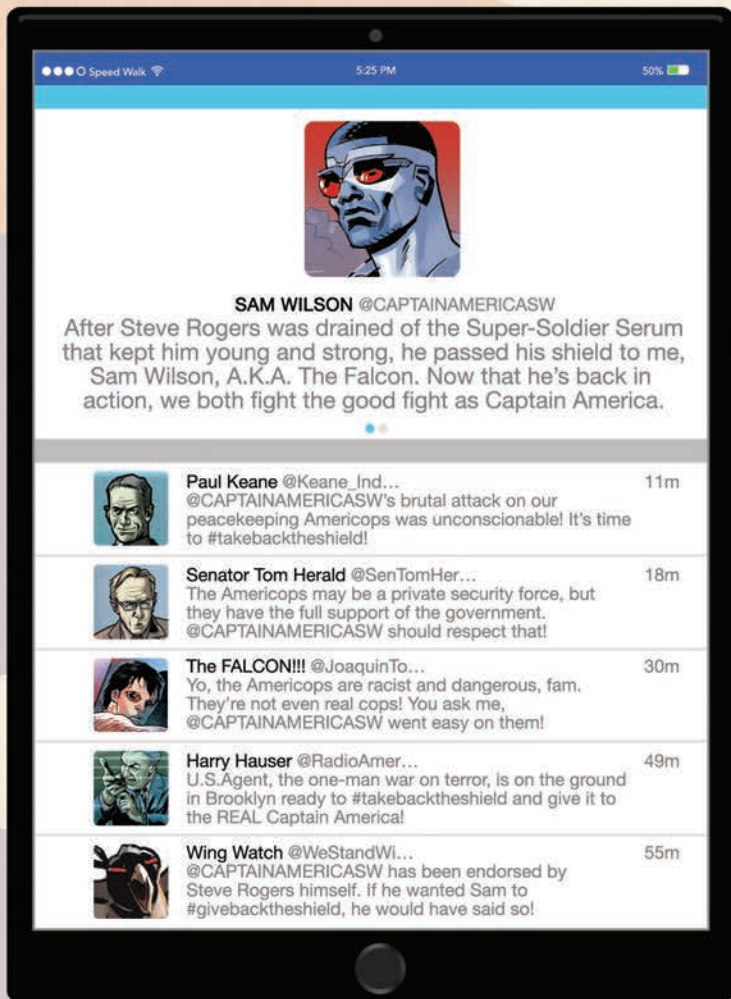 Speed Walk
5:25 PM
50%
SAM WILSON @CAPTAINAMERICASW
After Steve Rogers was drained of the Super-Soldier Serum
that kept him young and strong, he passed his shield to me,
Sam Wilson, A.K.A. The Falcon. Now that he's back in
action, we both fight the good fight as Captain America.
Paul Keane @Keane_Ind... 11m
@CAPTAINAMERICASW's brutal attack on our
peacekeeping Americops was unconscionable! It's time
to #takebacktheshield!
Senator Tom Herald @SenTomHer... 18m
The Americops may be a private security force, but
they have the full support of the government.
@CAPTAINAMERICASW should respect that!
The FALCON!!! @JoaquinTo... 30m
Yo, the Americops are racist and dangerous, fam.
They're not even real cops! You ask me,
@CAPTAINAMERICASW went easy on them!
Harry Hauser @RadioAmer... 49m
U.S.Agent, the one-man war on terror, is on the ground
in Brooklyn ready to #takebacktheshield and give it to
the REAL Captain America!
Wing Watch @WeStandWi... 55m
@CAPTAINAMERICASW has been endorsed by
Steve Rogers himself. If he wanted Sam to
#givebacktheshield, he would have said so!